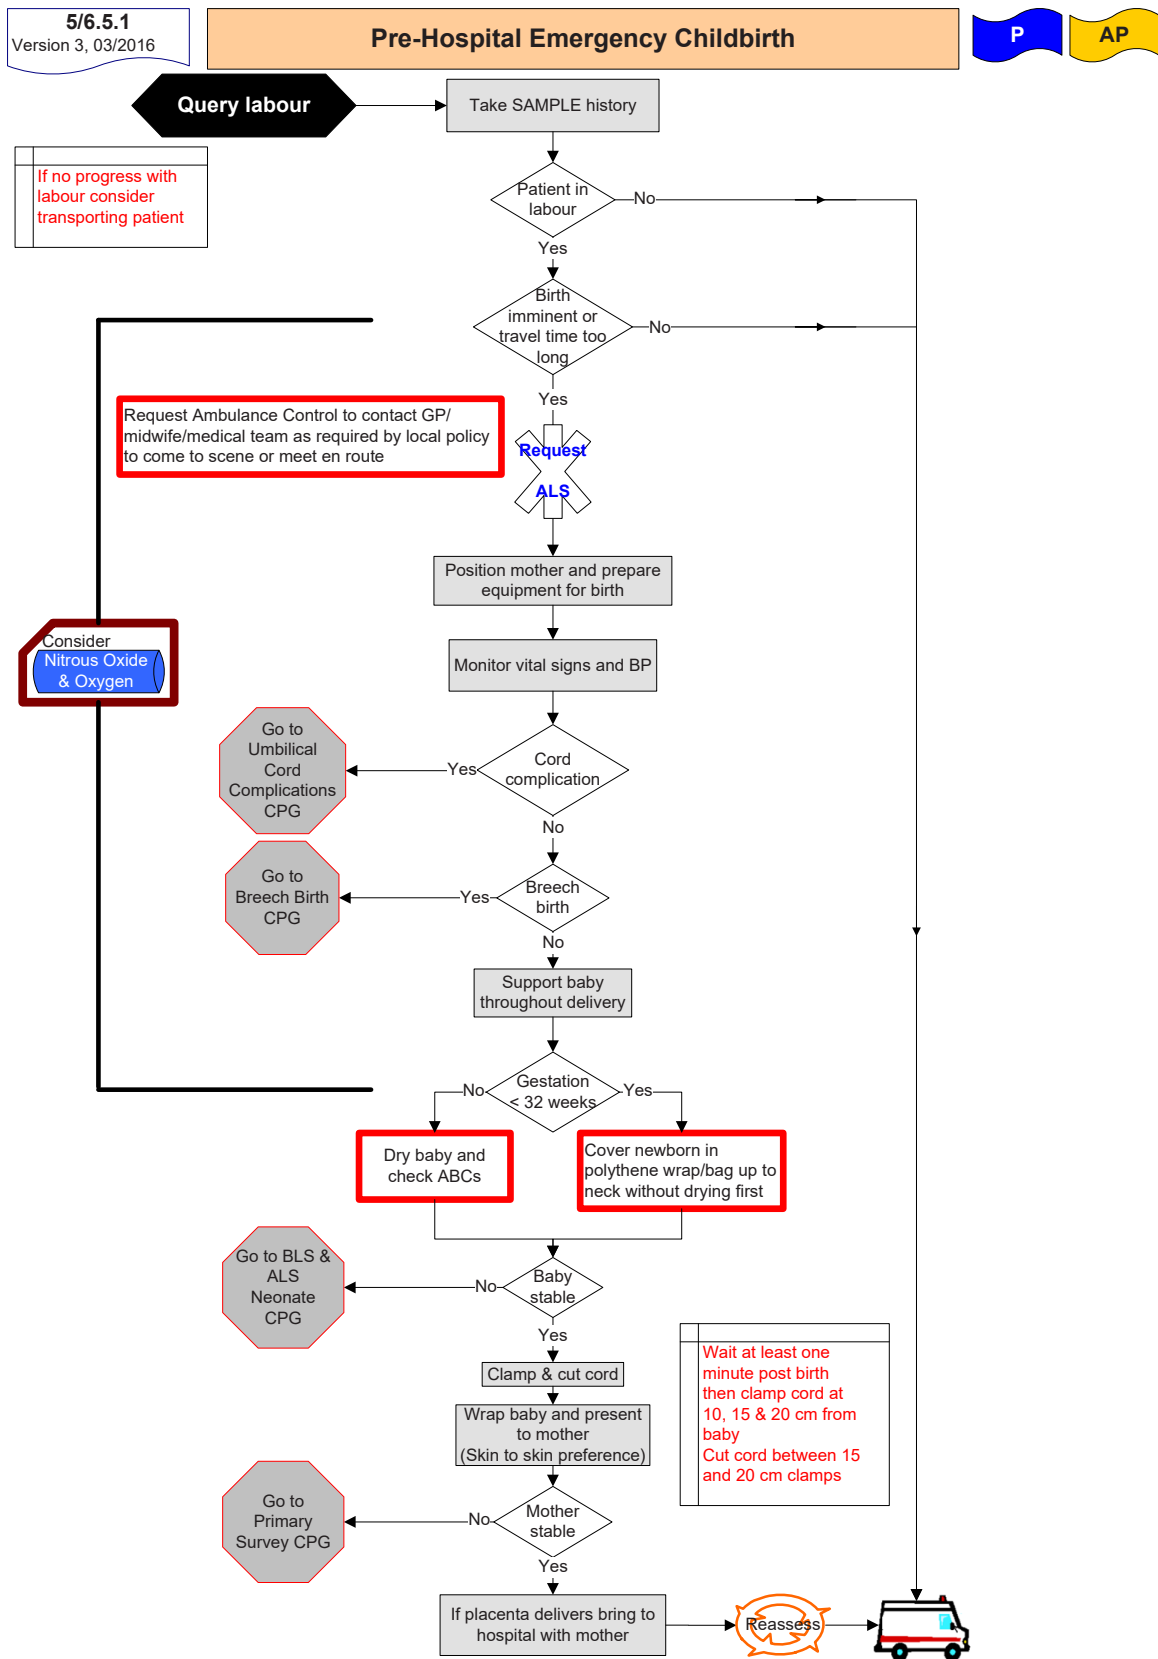 5/6.5.1
Version 3, 03/2016
Pre-Hospital Emergency Childbirth
P
AP
Query labour
Take SAMPLE history
If no progress with
labour consider
transporting patient
Patient in
labour
No
Yes
Birth
imminent or
travel time too
long
No
Yes
Request Ambulance Control to contact GP/
midwife/medical team as required by local policy
to come to scene or meet en route
Request
ALS
Position mother and prepare
equipment for birth
Consider
Nitrous Oxide
& Oxygen
Monitor vital signs and BP
Go to
Umbilical
Cord
Complications
CPG
Yes
Cord
complication
No
Go to
Breech Birth
CPG
Yes
Breech
birth
No
Support baby
throughout delivery
No
Gestation
< 32 weeks
Yes
Dry baby and
check ABCs
Cover newborn in
polythene wrap/bag up to
neck without drying first
Go to BLS &
ALS
Neonate
CPG
No
Baby
stable
Yes
Clamp & cut cord
Wait at least one
minute post birth
then clamp cord at
10, 15 & 20 cm from
baby
Cut cord between 15
and 20 cm clamps
Wrap baby and present
to mother
(Skin to skin preference)
Go to
Primary
Survey CPG
No
Mother
stable
Yes
If placenta delivers bring to
hospital with mother
Reassess